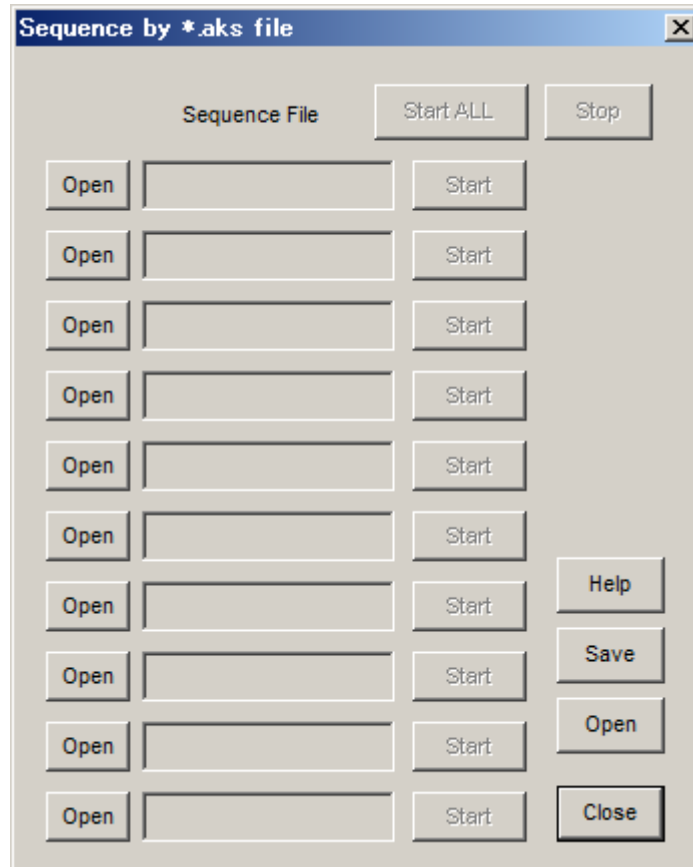 Sequence by *.aks file
Sequence File Start ALL Stop
Open Start
Open Start
Open Start
Open Start
Open Start
Open Start
Open Start Help
Open Start Save
Open Start Open
Open Start Close